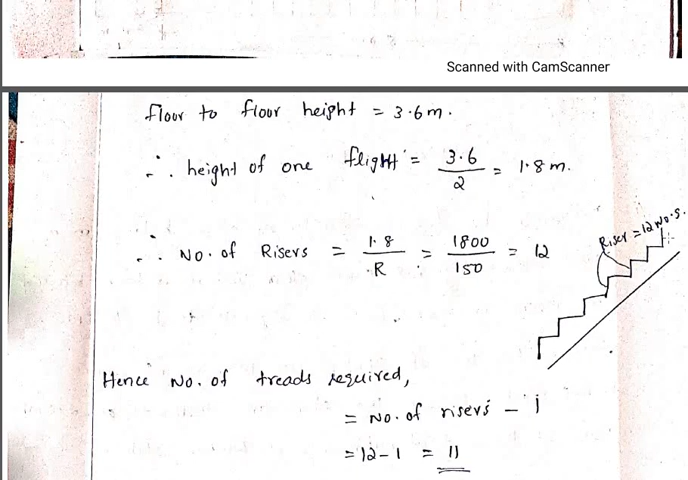 Scanned with CamScanner
floor to floor height = 3.6m.
∴ height of one flight = 3.6/2 = 1.8 m.
∴ No. of Risers = 1.8/R = 1800/150 = 12
Riser = 12 No.s.
Hence No. of treads required,
= No. of risers - 1
= 12 - 1 = 11